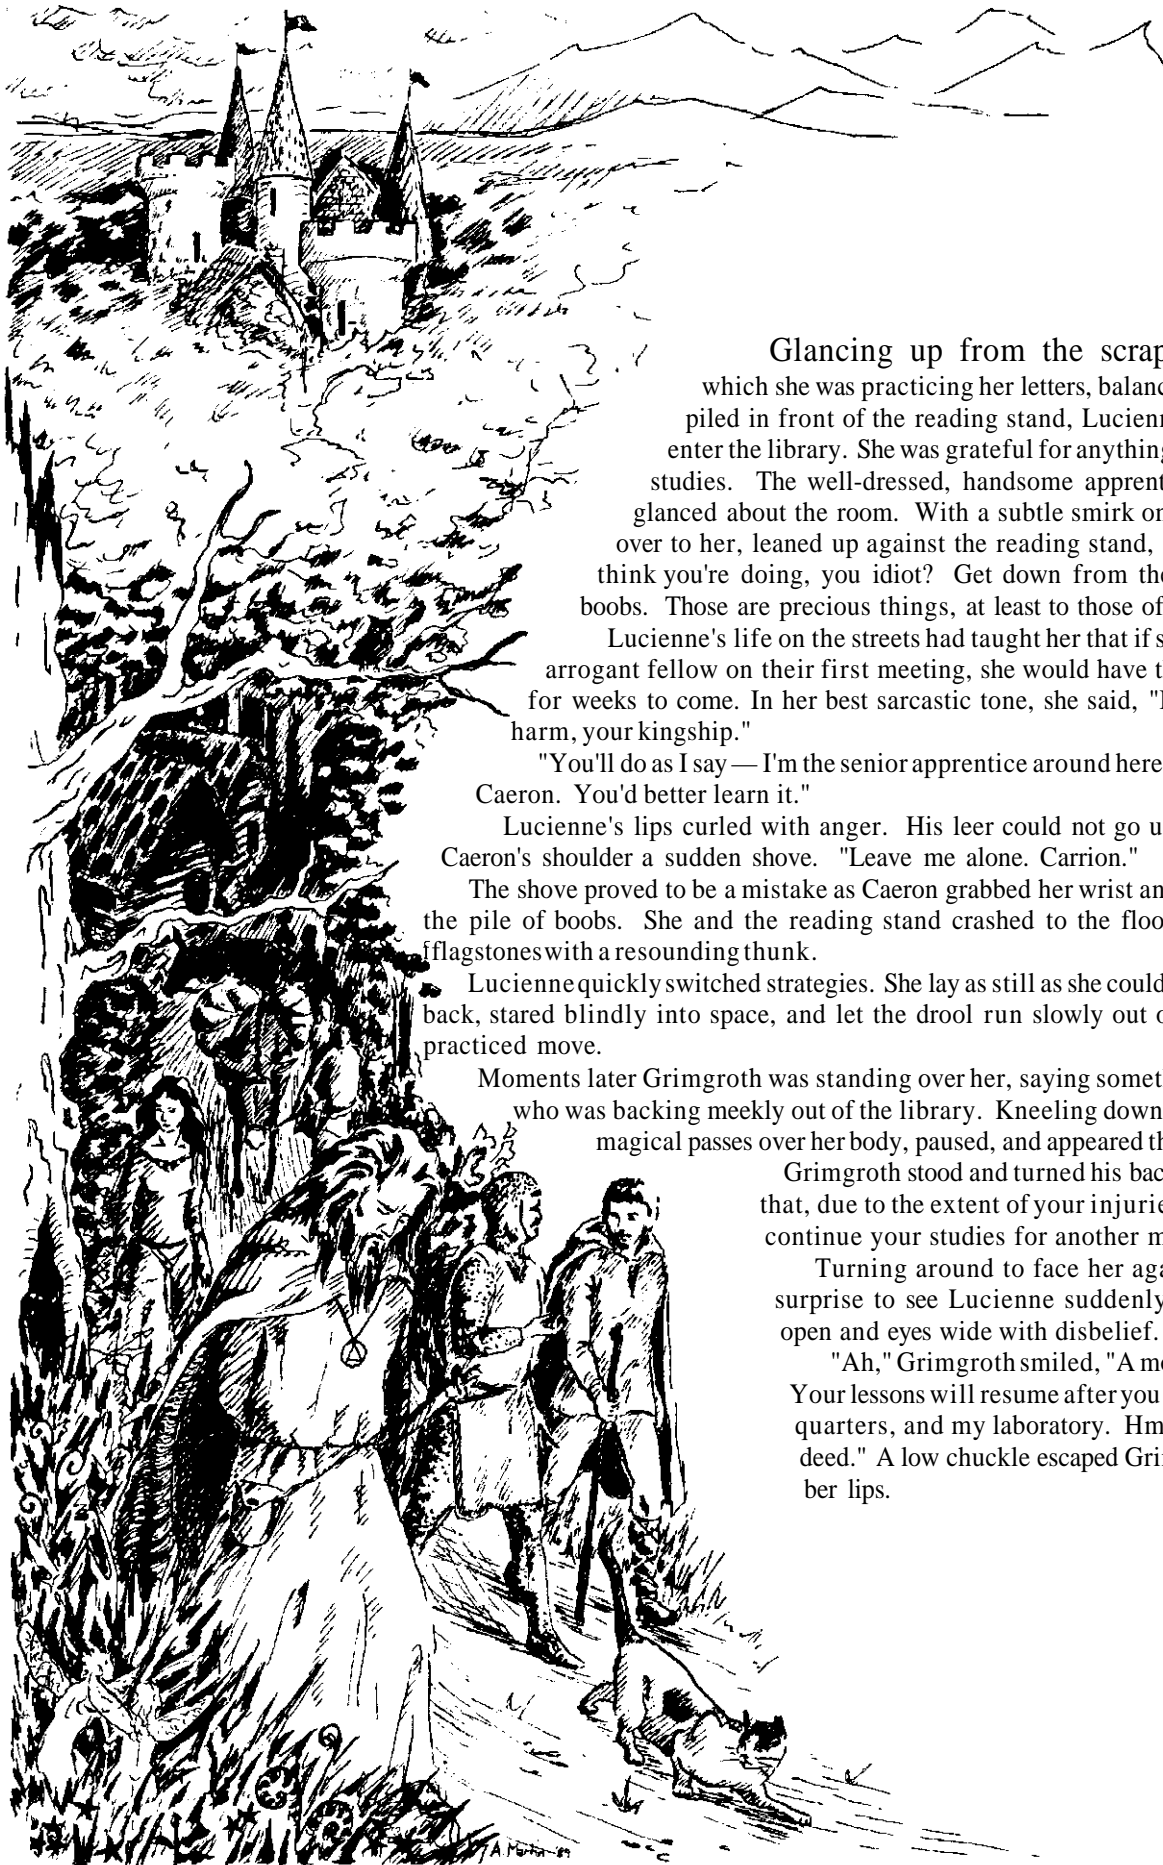 Glancing up from the scrap
which she was practicing her letters, balanc
piled in front of the reading stand, Lucien
enter the library. She was grateful for anything
studies. The well-dressed, handsome apprent
glanced about the room. With a subtle smirk on
over to her, leaned up against the reading stand,
think you're doing, you idiot? Get down from the
boobs. Those are precious things, at least to those of
Lucienne's life on the streets had taught her that if s
arrogant fellow on their first meeting, she would have t
for weeks to come. In her best sarcastic tone, she said, "I
harm, your kingship."
"You'll do as I say — I'm the senior apprentice around here
Caeron. You'd better learn it."
Lucienne's lips curled with anger. His leer could not go u
Caeron's shoulder a sudden shove. "Leave me alone. Carrion."
The shove proved to be a mistake as Caeron grabbed her wrist an
the pile of boobs. She and the reading stand crashed to the floo
fflagstones with a resounding thunk.
Lucienne quickly switched strategies. She lay as still as she could
back, stared blindly into space, and let the drool run slowly out o
practiced move.
Moments later Grimgroth was standing over her, saying somet
who was backing meekly out of the library. Kneeling down
magical passes over her body, paused, and appeared th
Grimgroth stood and turned his bac
that, due to the extent of your injurie
continue your studies for another m
Turning around to face her aga
surprise to see Lucienne suddenly
open and eyes wide with disbelief.
"Ah," Grimgroth smiled, "A mo
Your lessons will resume after you
quarters, and my laboratory. Hm
deed." A low chuckle escaped Gri
ber lips.
A. Martin '89